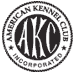 AMERICAN KENNEL CLUB
AKC
INCORPORATED